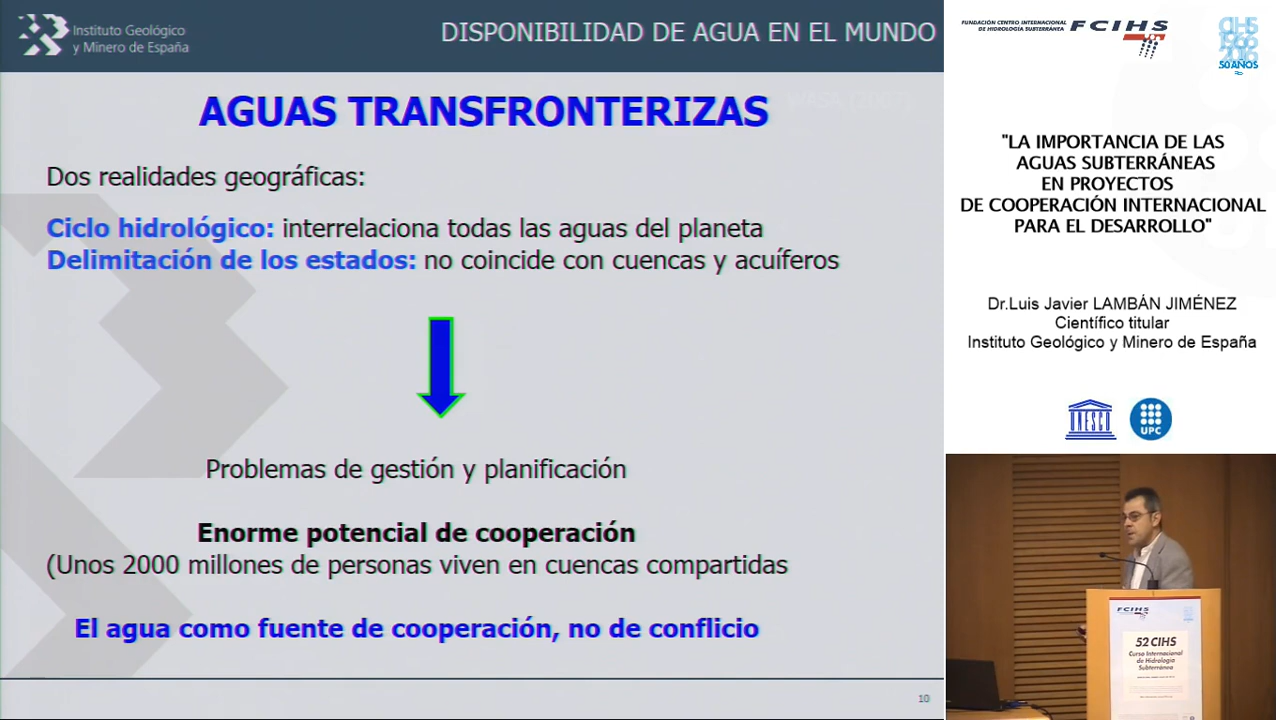 Instituto Geológico
y Minero de España
DISPONIBILIDAD DE AGUA EN EL MUNDO
AGUAS TRANSFRONTERIZAS
Dos realidades geográficas:
Ciclo hidrológico: interrelaciona todas las aguas del planeta
Delimitación de los estados: no coincide con cuencas y acuíferos
Problemas de gestión y planificación
Enorme potencial de cooperación
(Unos 2000 millones de personas viven en cuencas compartidas
El agua como fuente de cooperación, no de conflicio
10
FUNDACIÓN CENTRO INTERNACIONAL
DE HIDROLOGÍA SUBTERRÁNEA
FCIHS
CIHS
1966
2016
50 AÑOS
"LA IMPORTANCIA DE LAS
AGUAS SUBTERRÁNEAS
EN PROYECTOS
DE COOPERACIÓN INTERNACIONAL
PARA EL DESARROLLO"
Dr.Luis Javier LAMBÁN JIMÉNEZ
Científico titular
Instituto Geológico y Minero de España
UNESCO
UPC
FCIHS
52 CIHS
Curso Internacional
de Hidrología
Subterránea